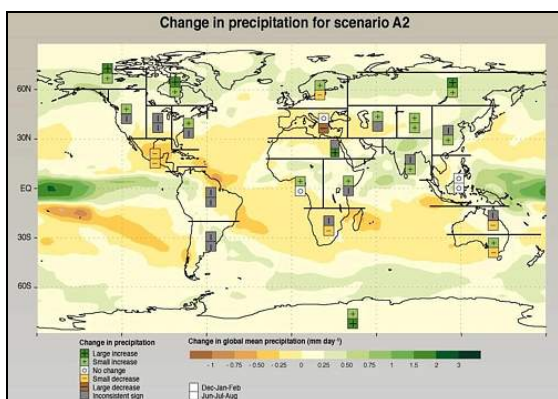 Change in precipitation for scenario A2
60N
30N
EQ
30S
60S
Change in precipitation
Large increase
Small increase
No change
Small decrease
Large decrease
Inconsistent sign
Change in global mean precipitation (mm day⁻¹)
-1 -0.75 -0.50 -0.25 0 0.25 0.50 0.75 1 1.5 2 3
Dec-Jan-Feb
Jun-Jul-Aug